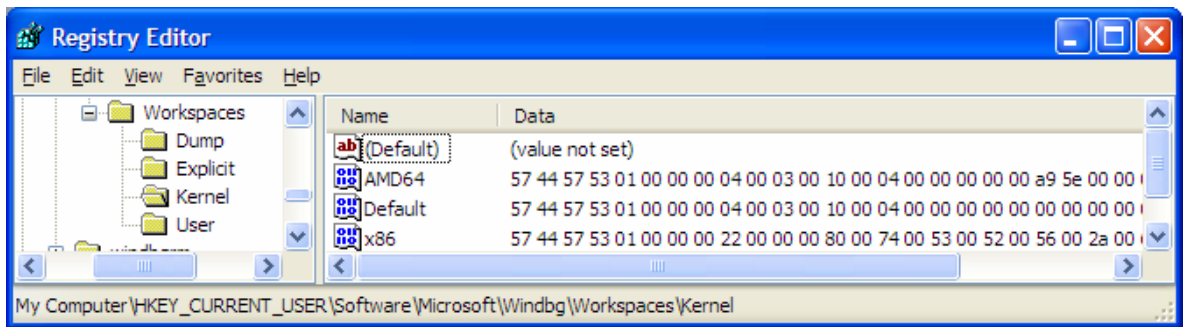 Registry Editor
File Edit View Favorites Help
Workspaces
Dump
Explicit
Kernel
User
Name Data
(Default) (value not set)
AMD64 57 44 57 53 01 00 00 00 04 00 03 00 10 00 04 00 00 00 00 00 a9 5e 00 00
Default 57 44 57 53 01 00 00 00 04 00 03 00 10 00 04 00 00 00 00 00 00 00 00 00
x86 57 44 57 53 01 00 00 00 22 00 00 00 80 00 74 00 53 00 52 00 56 00 2a 00
My Computer\HKEY_CURRENT_USER\Software\Microsoft\Windbg\Workspaces\Kernel